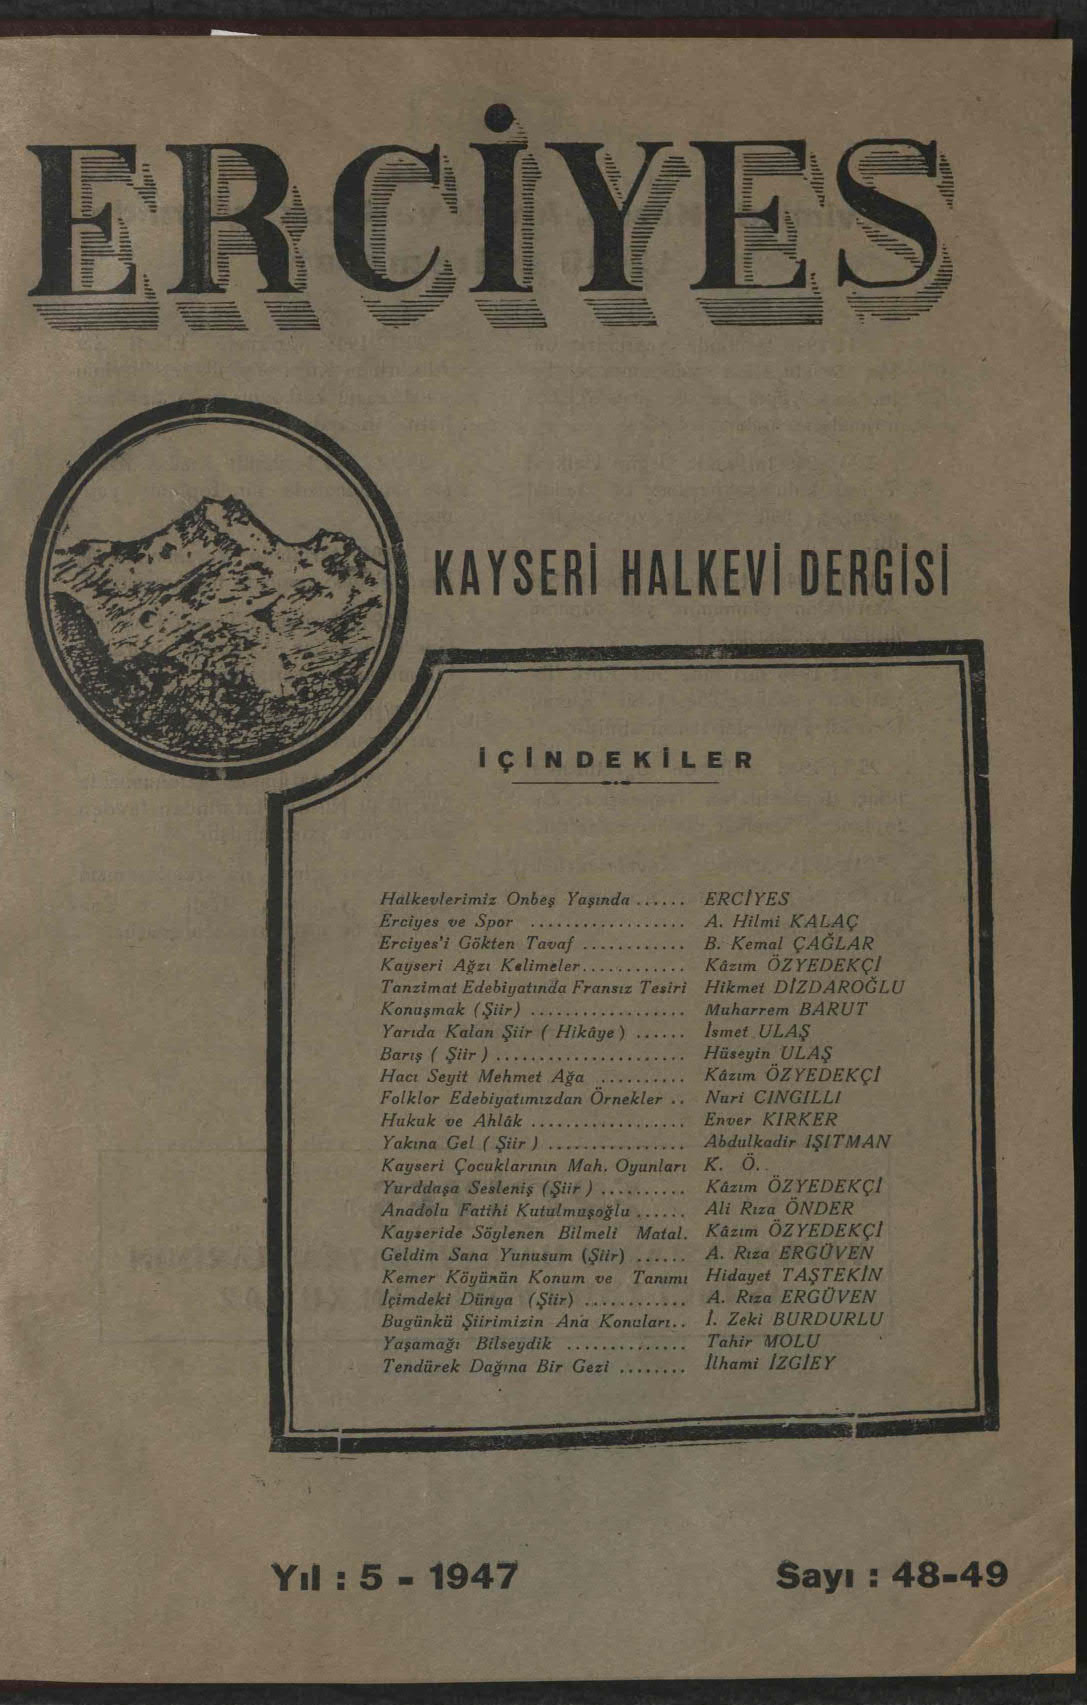 ERCİYES
KAYSERİ HALKEVİ DERGİSİ
İÇİNDEKİLER
Halkevlerimiz Onbeş Yaşında ...... ERCİYES
Erciyes ve Spor .................. A. Hilmi KALAÇ
Erciyes'i Gökten Tavaf ............ B. Kemal ÇAĞLAR
Kayseri Ağzı Kelimeler............ Kâzım ÖZYEDEKÇİ
Tanzimat Edebiyatında Fransız Tesiri Hikmet DİZDAROĞLU
Konuşmak (Şiir) .................. Muharrem BARUT
Yarıda Kalan Şiir ( Hikâye ) ...... İsmet ULAŞ
Barış ( Şiir ) ...................... Hüseyin ULAŞ
Hacı Seyit Mehmet Ağa .......... Kâzım ÖZYEDEKÇİ
Folklor Edebiyatımızdan Örnekler .. Nuri CINGILLI
Hukuk ve Ahlâk .................. Enver KIRKER
Yakına Gel ( Şiir ) ................ Abdulkadir IŞITMAN
Kayseri Çocuklarının Mah. Oyunları K. Ö..
Yurddaşa Sesleniş (Şiir ) .......... Kâzım ÖZYEDEKÇİ
Anadolu Fatihi Kutulmuşoğlu ...... Ali Rıza ÖNDER
Kayseride Söylenen Bilmeli Matal. Kâzım ÖZYEDEKÇİ
Geldim Sana Yunusum (Şiir) ...... A. Rıza ERGÜVEN
Kemer Köyünün Konum ve Tanımı Hidayet TAŞTEKİN
İçimdeki Dünya (Şiir) ............ A. Rıza ERGÜVEN
Bugünkü Şiirimizin Ana Konuları.. İ. Zeki BURDURLU
Yaşamağı Bilseydik .............. Tahir MOLU
Tendürek Dağına Bir Gezi ........ İlhami İZGİEY
Yıl : 5 - 1947 Sayı : 48-49